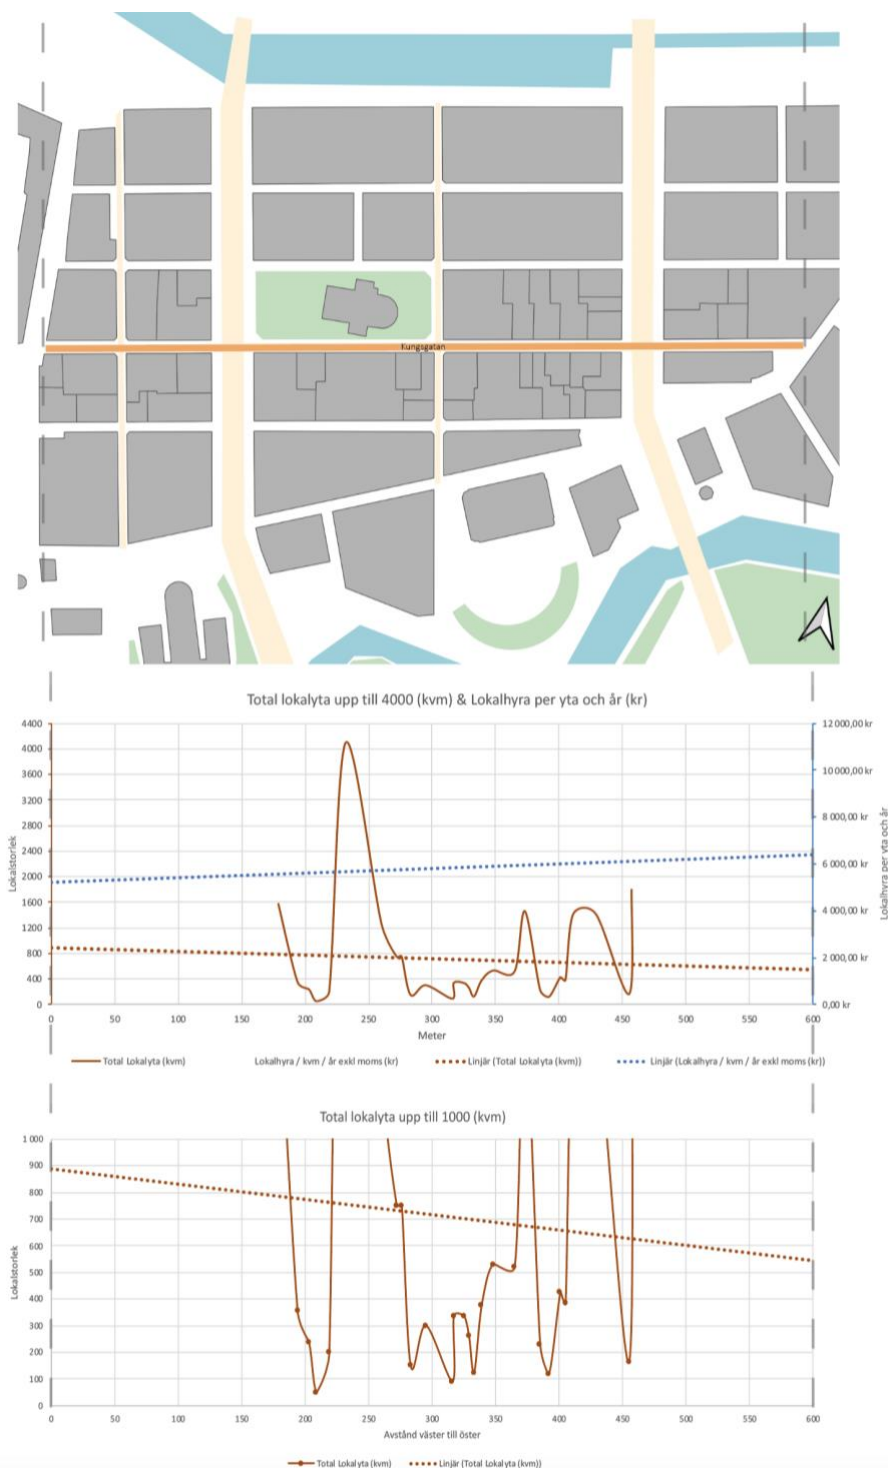 Kungsgatan
Total lokalyta upp till 4000 (kvm) & Lokalhyra per yta och år (kr)
4400
4000
3600
3200
2800
2400
2000
1600
1200
800
400
0
Lokalstorlek
12 000,00 kr
10 000,00 kr
8 000,00 kr
6 000,00 kr
4 000,00 kr
2 000,00 kr
0,00 kr
Lokalhyra per yta och år
0 50 100 150 200 250 300 350 400 450 500 550 600
Meter
Total Lokalyta (kvm) Lokalhyra / kvm / år exkl moms (kr) Linjär (Total Lokalyta (kvm)) Linjär (Lokalhyra / kvm / år exkl moms (kr))
Total lokalyta upp till 1000 (kvm)
1 000
900
800
700
600
500
400
300
200
100
0
Lokalstorlek
0 50 100 150 200 250 300 350 400 450 500 550 600
Avstånd väster till öster
Total Lokalyta (kvm) Linjär (Total Lokalyta (kvm))